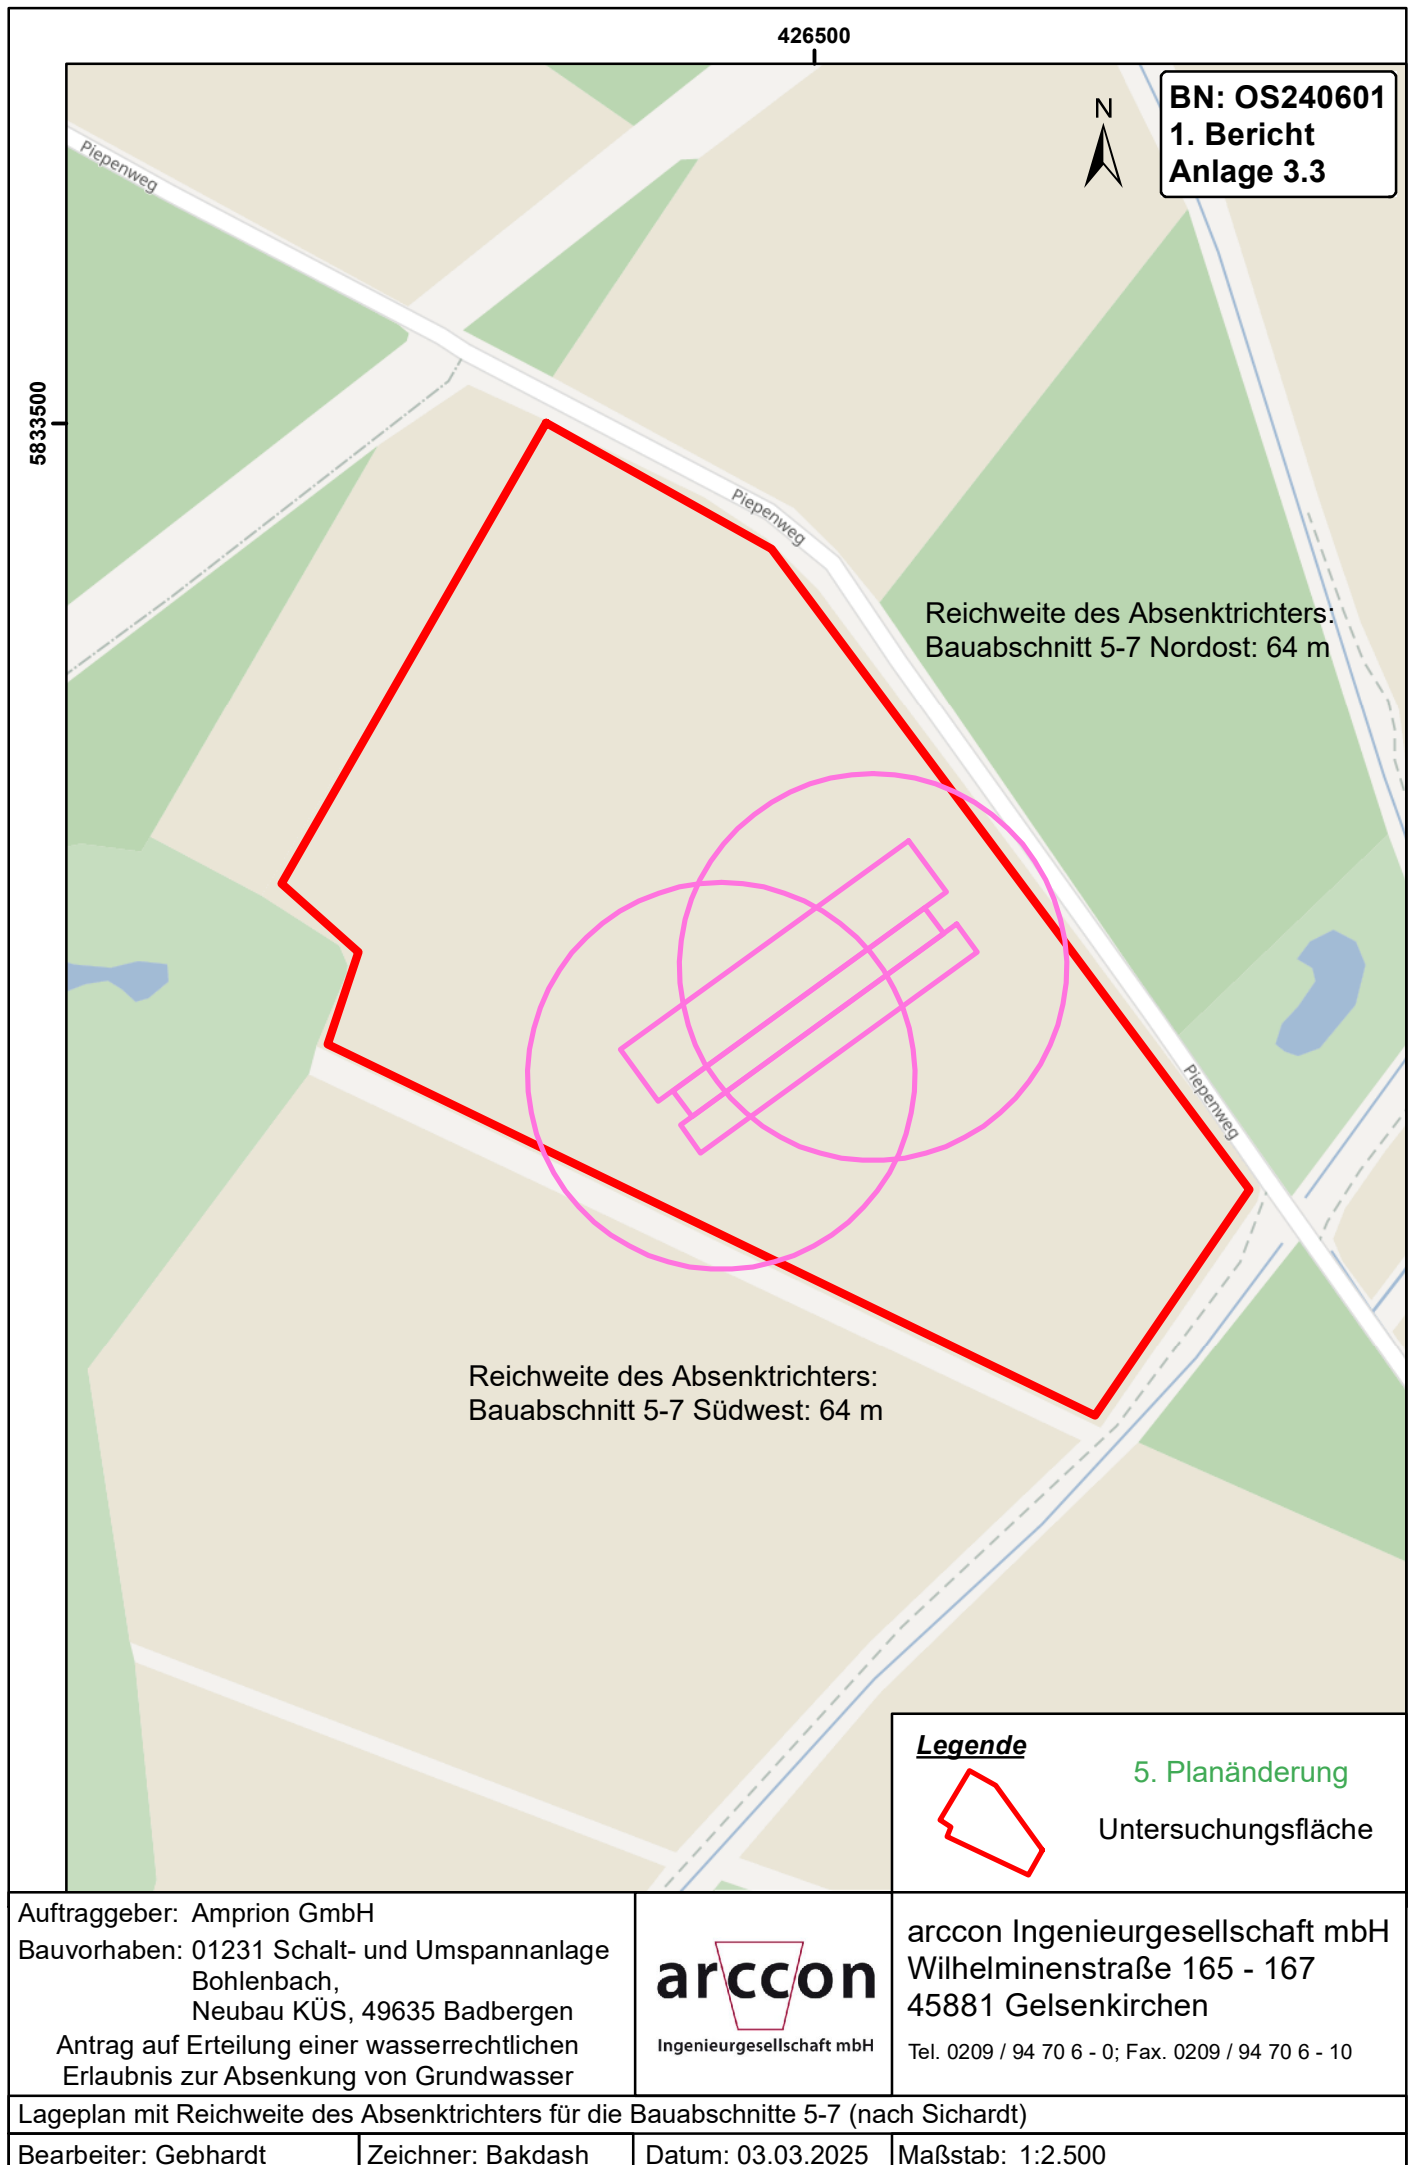 426500
5833500
N
BN: OS240601
1. Bericht
Anlage 3.3
Piepenweg
Piepenweg
Reichweite des Absenktrichters:
Bauabschnitt 5-7 Nordost: 64 m
Piepenweg
Reichweite des Absenktrichters:
Bauabschnitt 5-7 Südwest: 64 m
Legende
5. Planänderung
Untersuchungsfläche
Auftraggeber: Amprion GmbH
Bauvorhaben: 01231 Schalt- und Umspannanlage
Bohlenbach,
Neubau KÜS, 49635 Badbergen
Antrag auf Erteilung einer wasserrechtlichen
Erlaubnis zur Absenkung von Grundwasser
arccon
Ingenieurgesellschaft mbH
arccon Ingenieurgesellschaft mbH
Wilhelminenstraße 165 - 167
45881 Gelsenkirchen
Tel. 0209 / 94 70 6 - 0; Fax. 0209 / 94 70 6 - 10
Lageplan mit Reichweite des Absenktrichters für die Bauabschnitte 5-7 (nach Sichardt)
Bearbeiter: Gebhardt
Zeichner: Bakdash
Datum: 03.03.2025
Maßstab: 1:2.500